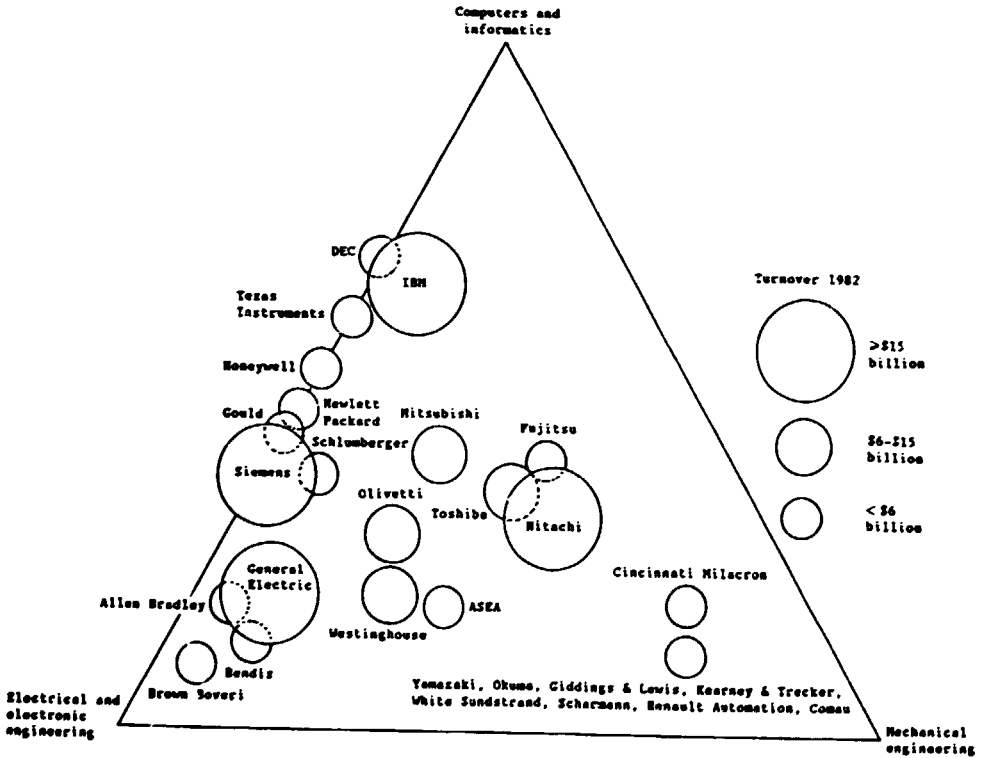 Computers and
informatics
DEC
IBM
Turnover 1982
Texas
Instruments
>$15
billion
Honeywell
Gould
Hewlett
Packard
Mitsubishi
Schlumberger
Fujitsu
$6-$15
billion
Siemens
Olivetti
Toshiba
Hitachi
< $6
billion
General
Electric
Cincinnati Milacron
Allen Bradley
ASEA
Westinghouse
Bendix
Brown Boveri
Yamazaki, Okuma, Giddings & Lewis, Kearney & Trecker,
White Sundstrand, Scharmann, Renault Automation, Comau
Electrical and
electronic
engineering
Mechanical
engineering